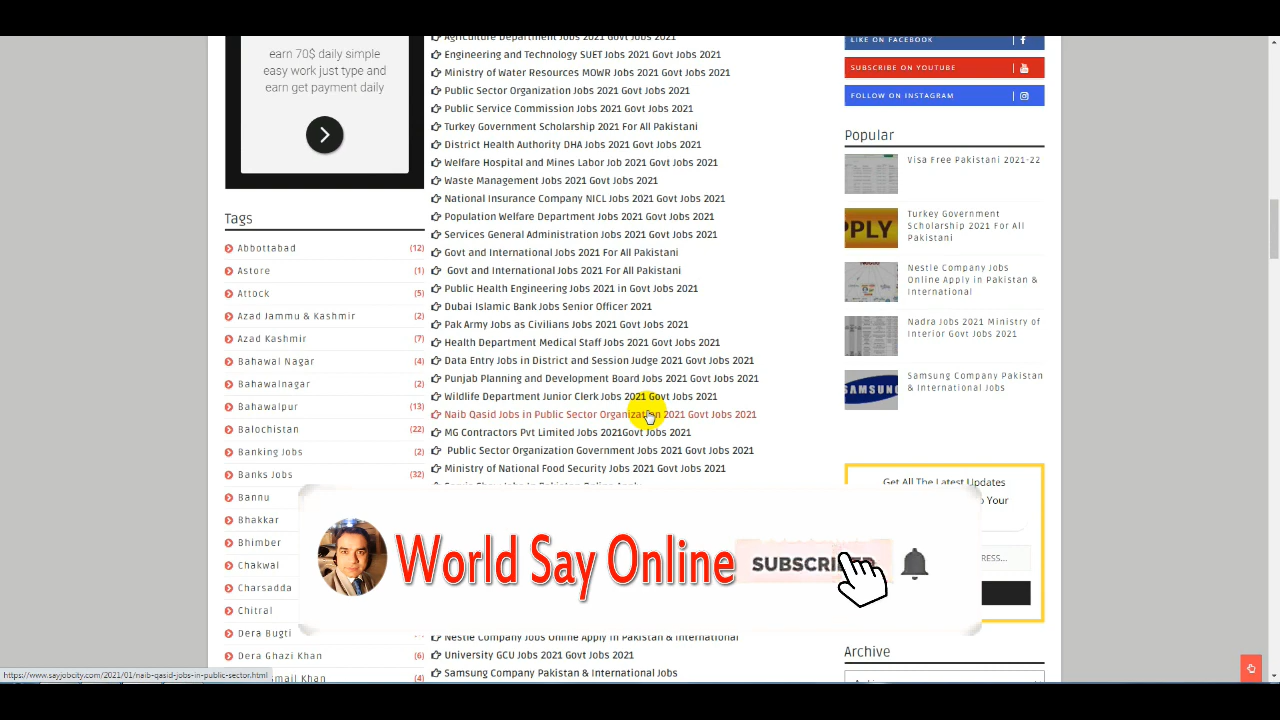 earn 70$ daily simple
easy work just type and
earn get payment daily
Tags
Abbottabad (12)
Astore (1)
Attock (5)
Azad Jammu & Kashmir (2)
Azad Kashmir (7)
Bahawal Nagar (4)
Bahawalnagar (2)
Bahawalpur (13)
Balochistan (22)
Banking Jobs (2)
Banks Jobs (32)
Bannu
Bhakkar
Bhimber
Chakwal
Charsadda
Chitral
Dera Bugti
Dera Ghazi Khan (6)
mail Khan (4)
https://www.sayjobcity.com/2021/01/naib-qasid-jobs-in-public-sector.html
Agriculture Department Jobs 2021 Govt Jobs 2021
Engineering and Technology SUET Jobs 2021 Govt Jobs 2021
Ministry of Water Resources MOWR Jobs 2021 Govt Jobs 2021
Public Sector Organization Jobs 2021 Govt Jobs 2021
Public Service Commission Jobs 2021 Govt Jobs 2021
Turkey Government Scholarship 2021 For All Pakistani
District Health Authority DHA Jobs 2021 Govt Jobs 2021
Welfare Hospital and Mines Labor Job 2021 Govt Jobs 2021
Waste Management Jobs 2021 Govt Jobs 2021
National Insurance Company NICL Jobs 2021 Govt Jobs 2021
Population Welfare Department Jobs 2021 Govt Jobs 2021
Services General Administration Jobs 2021 Govt Jobs 2021
Govt and International Jobs 2021 For All Pakistani
Govt and International Jobs 2021 For All Pakistani
Public Health Engineering Jobs 2021 in Govt Jobs 2021
Dubai Islamic Bank Jobs Senior Officer 2021
Pak Army Jobs as Civilians Jobs 2021 Govt Jobs 2021
Health Department Medical Staff Jobs 2021 Govt Jobs 2021
Data Entry Jobs in District and Session Judge 2021 Govt Jobs 2021
Punjab Planning and Development Board Jobs 2021 Govt Jobs 2021
Wildlife Department Junior Clerk Jobs 2021 Govt Jobs 2021
Naib Qasid Jobs in Public Sector Organization 2021 Govt Jobs 2021
MG Contractors Pvt Limited Jobs 2021Govt Jobs 2021
Public Sector Organization Government Jobs 2021 Govt Jobs 2021
Ministry of National Food Security Jobs 2021 Govt Jobs 2021
World Say Online SUBSCRIBER
Nestle Company Jobs Online Apply in Pakistan & International
University GCU Jobs 2021 Govt Jobs 2021
Samsung Company Pakistan & International Jobs
LIKE ON FACEBOOK
SUBSCRIBE ON YOUTUBE
FOLLOW ON INSTAGRAM
Popular
Visa Free Pakistani 2021-22
Turkey Government
Scholarship 2021 For All
Pakistani
PPLY
Nestle Company Jobs
Online Apply in Pakistan &
International
Nadra Jobs 2021 Ministry of
Interior Govt Jobs 2021
Samsung Company Pakistan
& International Jobs
SAMSUNG
Get All The Latest Updates
o Your
RESS...
Archive